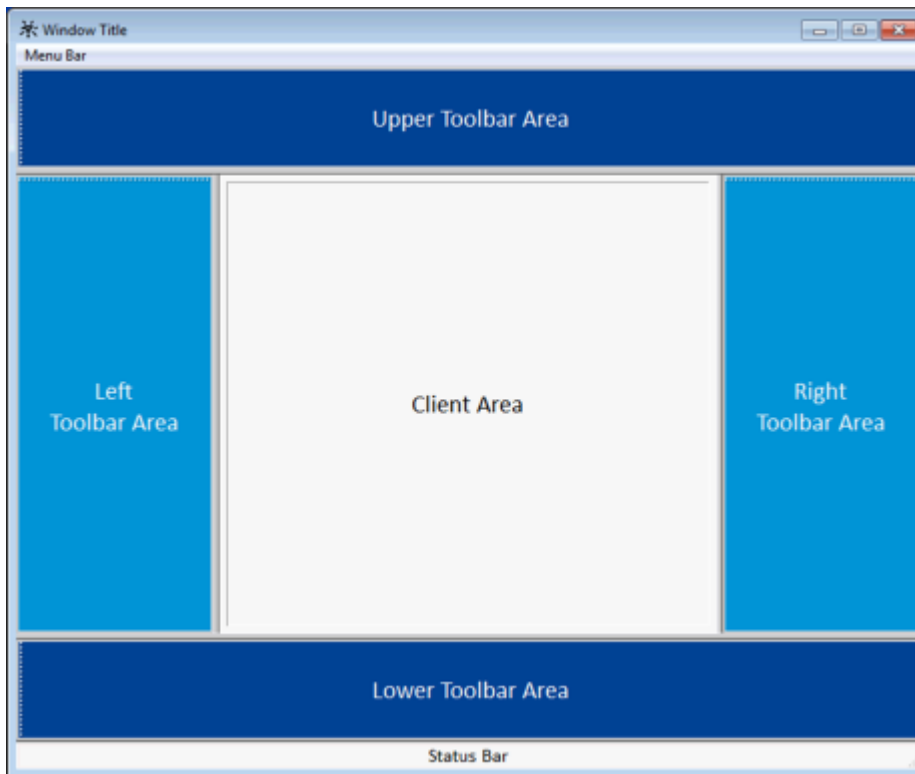 Window Title
Menu Bar
Upper Toolbar Area
Left
Toolbar Area
Client Area
Right
Toolbar Area
Lower Toolbar Area
Status Bar